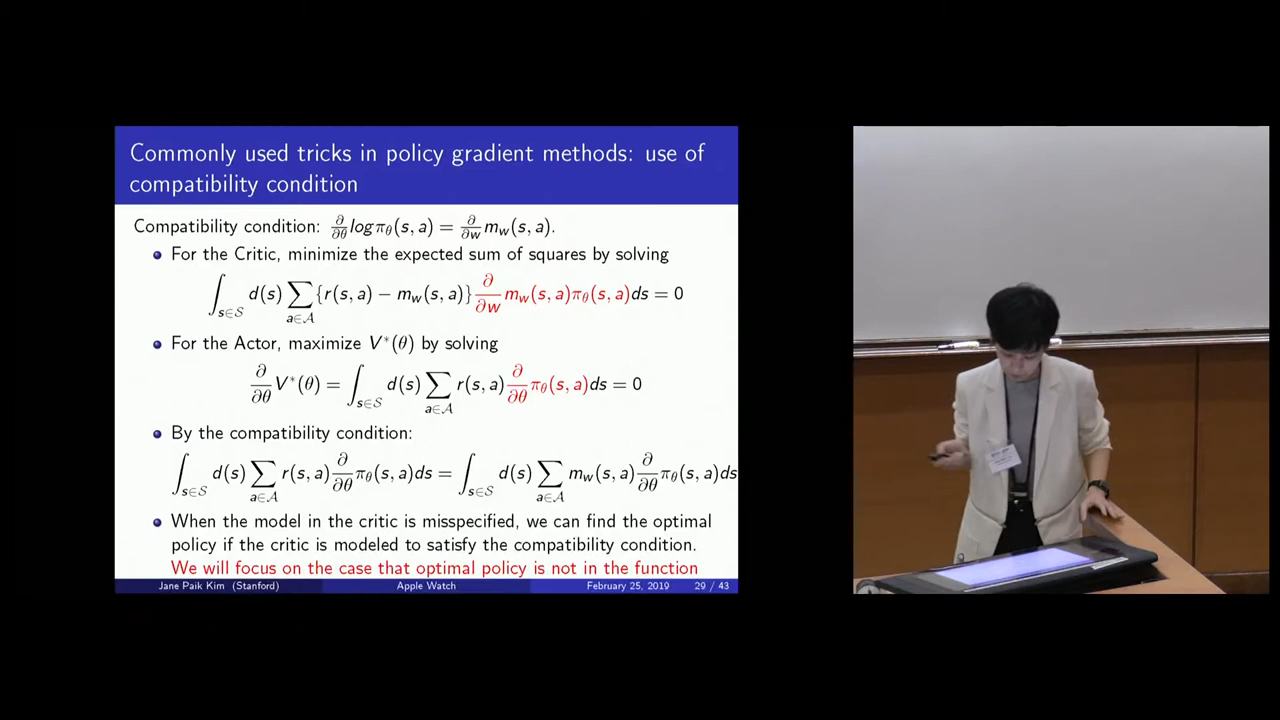 Commonly used tricks in policy gradient methods: use of
compatibility condition
Compatibility condition: ∂/∂θ logπ_θ(s, a) = ∂/∂w m_w(s, a).
For the Critic, minimize the expected sum of squares by solving
∫_{s∈𝒮} d(s) ∑_{a∈𝒜} {r(s, a) − m_w(s, a)} ∂/∂w m_w(s, a)π_θ(s, a)ds = 0
For the Actor, maximize V*(θ) by solving
∂/∂θ V*(θ) = ∫_{s∈𝒮} d(s) ∑_{a∈𝒜} r(s, a) ∂/∂θ π_θ(s, a)ds = 0
By the compatibility condition:
∫_{s∈𝒮} d(s) ∑_{a∈𝒜} r(s, a) ∂/∂θ π_θ(s, a)ds = ∫_{s∈𝒮} d(s) ∑_{a∈𝒜} m_w(s, a) ∂/∂θ π_θ(s, a)ds
When the model in the critic is misspecified, we can find the optimal
policy if the critic is modeled to satisfy the compatibility condition.
We will focus on the case that optimal policy is not in the function
Jane Paik Kim (Stanford) Apple Watch February 25, 2019 29 / 43